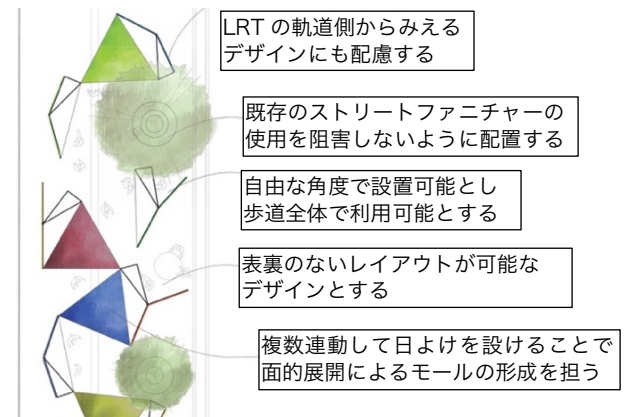 LRT の軌道側からみえる
デザインにも配慮する
既存のストリートファニチャーの
使用を阻害しないように配置する
自由な角度で設置可能とし
歩道全体で利用可能とする
表裏のないレイアウトが可能な
デザインとする
複数連動して日よけを設けることで
面的展開によるモールの形成を担う